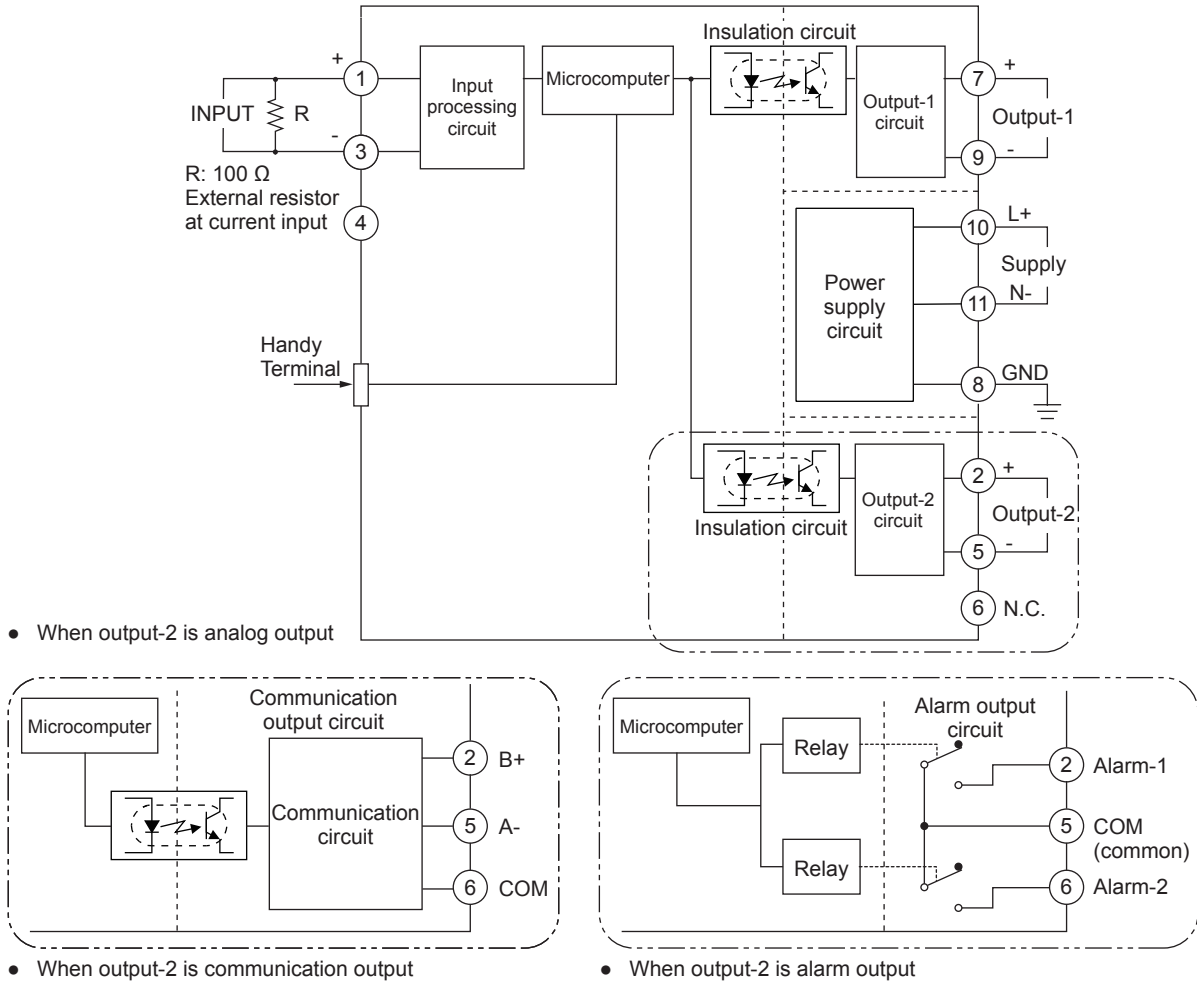 Insulation circuit
+
1
Input
processing
circuit
Microcomputer
Output-1
circuit
7
+
INPUT
R
Output-1
-
3
9
-
R: 100 Ω
External resistor
at current input
4
10
L+
Power
supply
circuit
Supply
11
N-
Handy
Terminal
8
GND
2
+
Output-2
circuit
Output-2
Insulation circuit
5
-
6
N.C.
● When output-2 is analog output
Microcomputer
Communication
output circuit
2
B+
Communication
circuit
5
A-
6
COM
● When output-2 is communication output
Microcomputer
Relay
Alarm output
circuit
2
Alarm-1
5
COM
(common)
Relay
6
Alarm-2
● When output-2 is alarm output